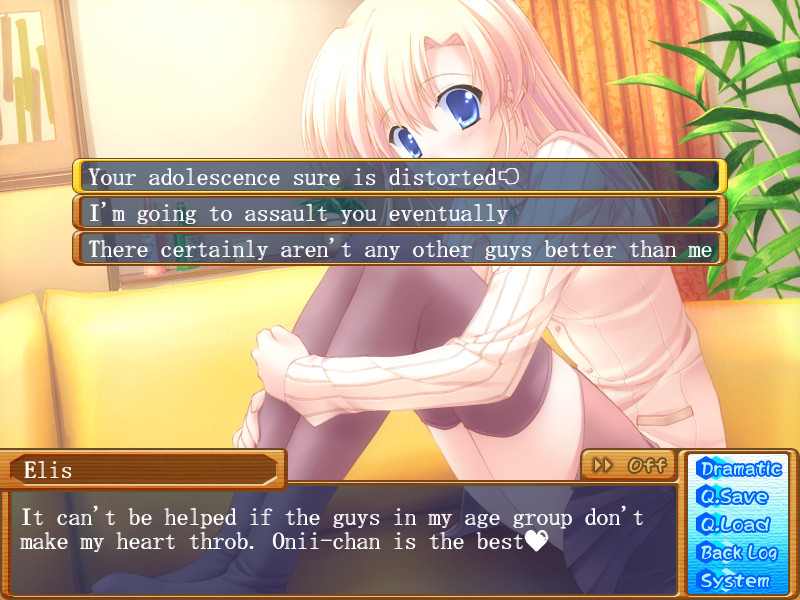 Your adolescence sure is distorted
I'm going to assault you eventually
There certainly aren't any other guys better than me
Elis
Off
It can't be helped if the guys in my age group don't
make my heart throb. Onii-chan is the best
Dramatic
Q.Save
Q.Load
Back Log
System